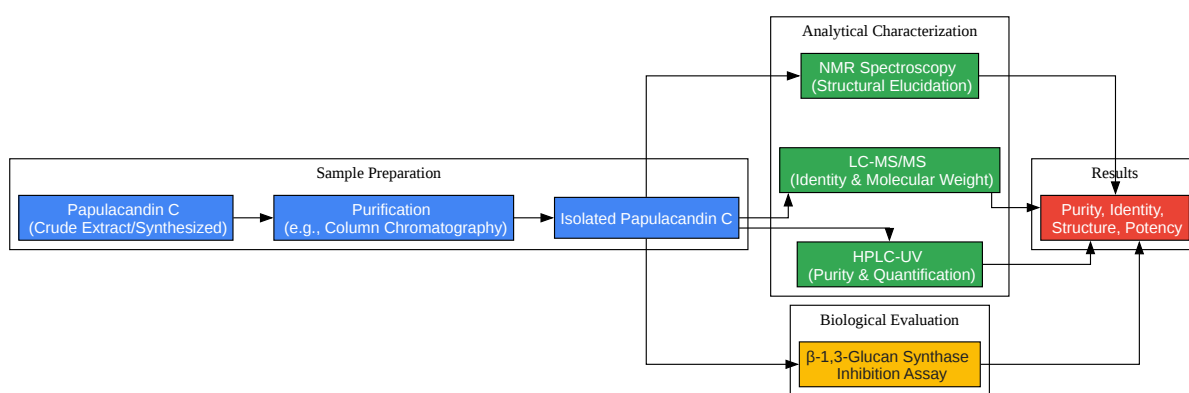 Sample Preparation
Papulacandin C
(Crude Extract/Synthesized)
Purification
(e.g., Column Chromatography)
Isolated Papulacandin C
Analytical Characterization
NMR Spectroscopy
(Structural Elucidation)
LC-MS/MS
(Identity & Molecular Weight)
HPLC-UV
(Purity & Quantification)
Biological Evaluation
β-1,3-Glucan Synthase
Inhibition Assay
Results
Purity, Identity,
Structure, Potency